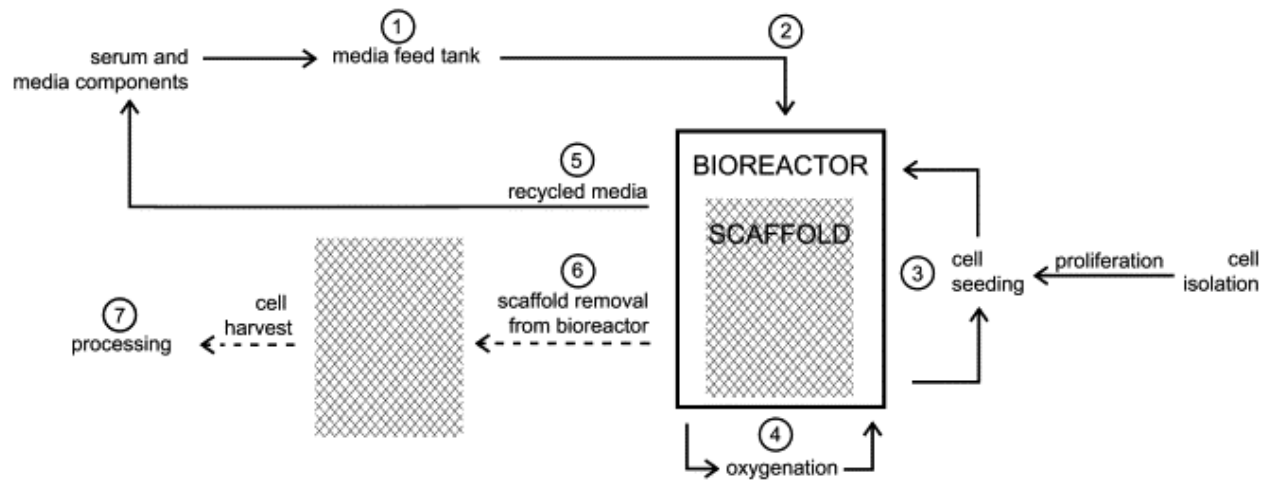 1
2
serum and
media components
media feed tank
5
recycled media
BIOREACTOR
SCAFFOLD
3
cell
seeding
proliferation
cell
isolation
6
scaffold removal
from bioreactor
cell
harvest
7
processing
4
oxygenation